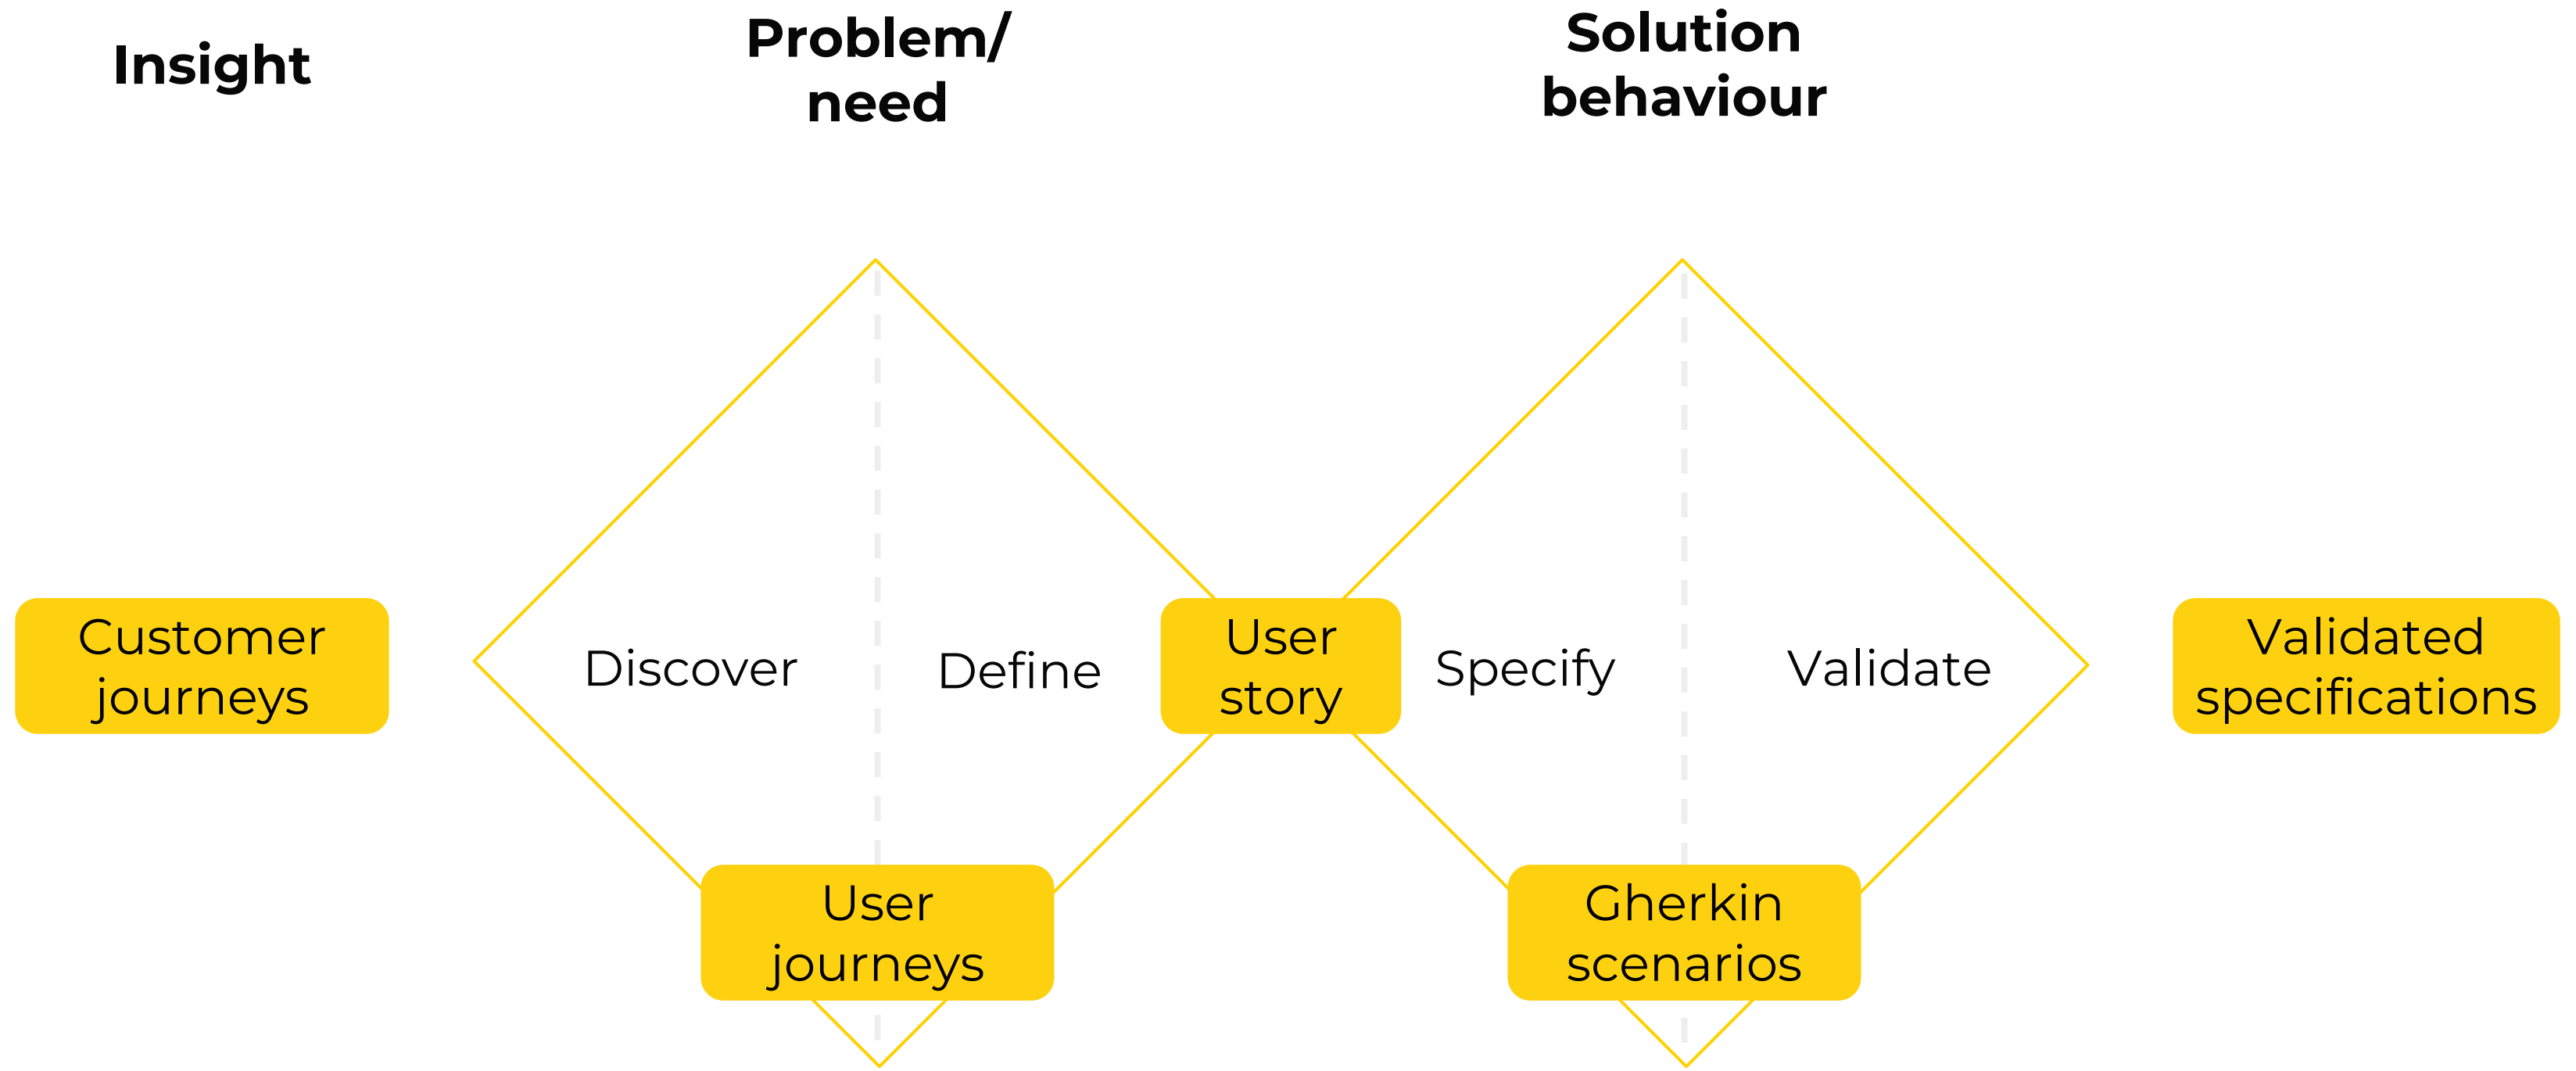 Insight
Problem/
need
Solution
behaviour
Customer
journeys
Discover
Define
User
story
Specify
Validate
Validated
specifications
User
journeys
Gherkin
scenarios